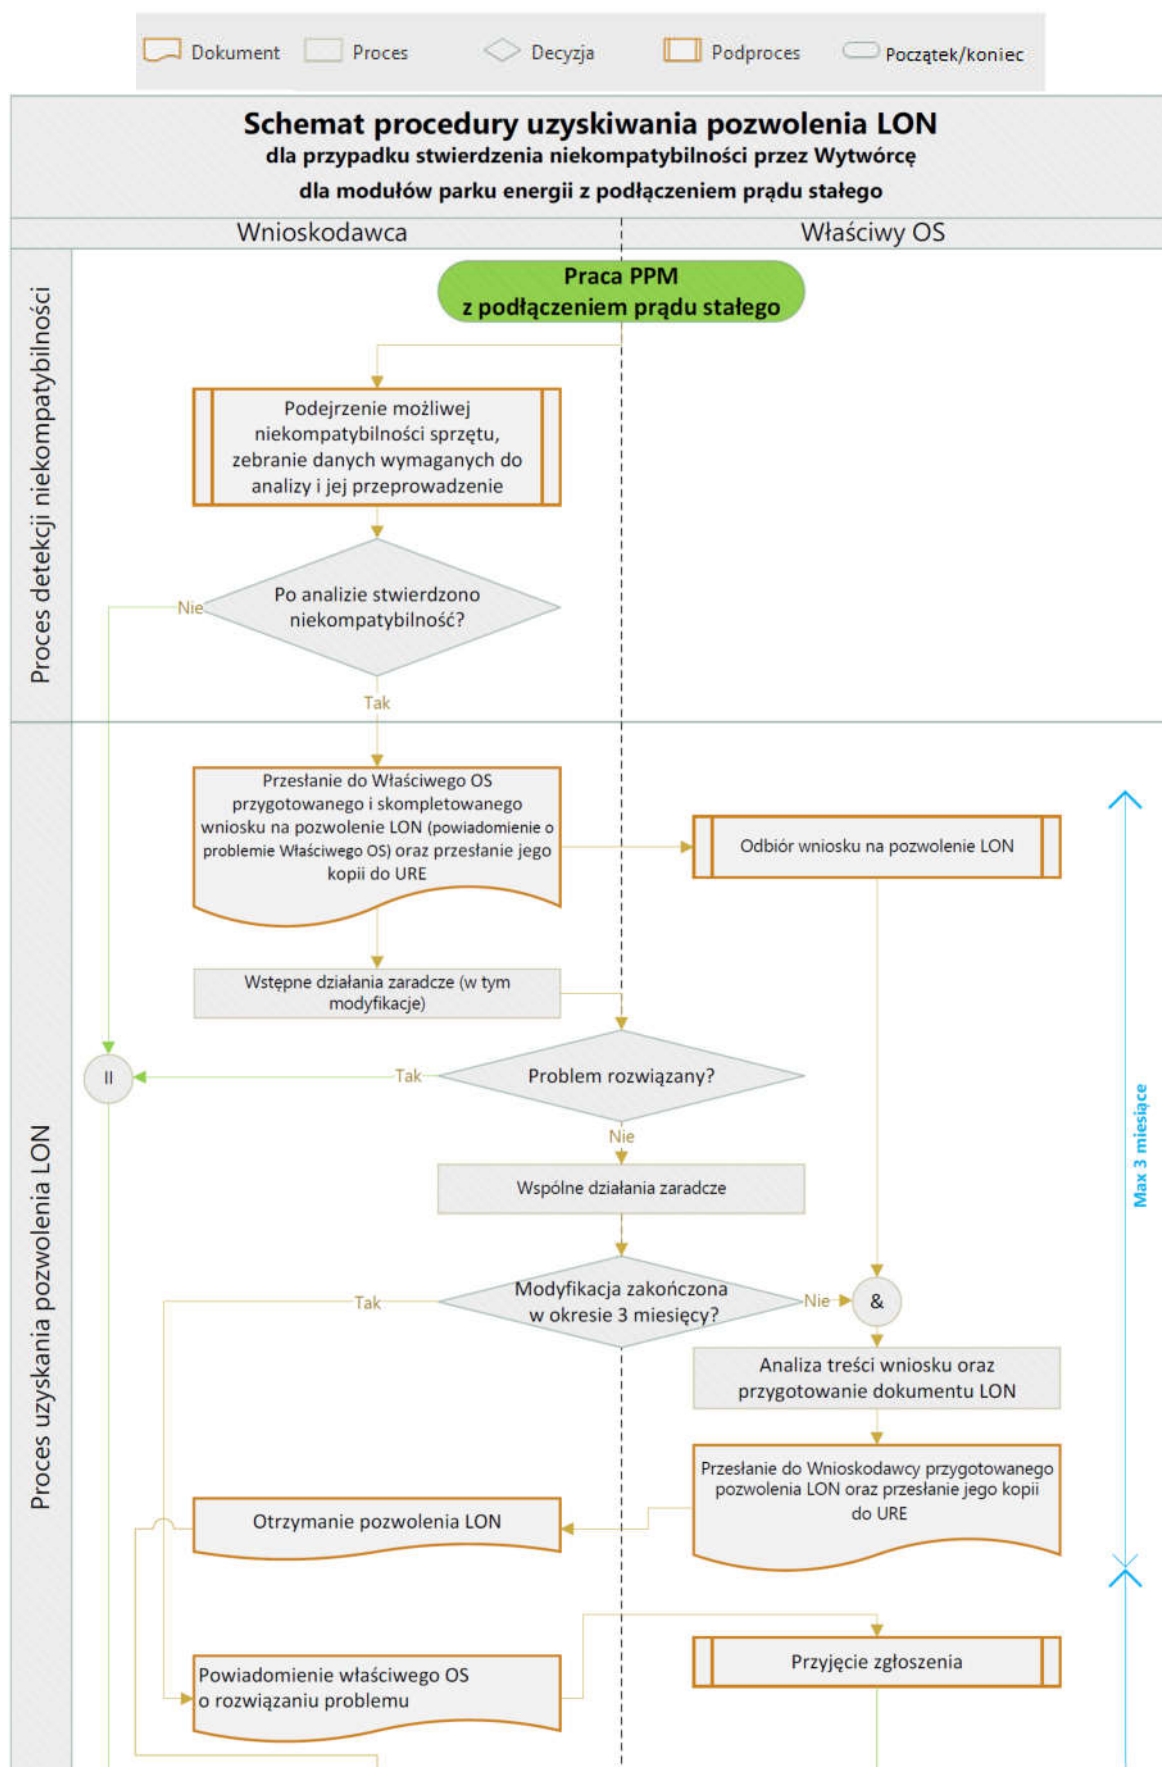 Dokument
Proces
Decyzja
Podproces
Początek/koniec
Schemat procedury uzyskiwania pozwolenia LON
dla przypadku stwierdzenia niekompatybilności przez Wytwórcę
dla modułów parku energii z podłączeniem prądu stałego
Wnioskodawca
Właściwy OS
Proces detekcji niekompatybilności
Praca PPM
z podłączeniem prądu stałego
Podejrzenie możliwej
niekompatybilności sprzętu,
zebranie danych wymaganych do
analizy i jej przeprowadzenie
Po analizie stwierdzono
niekompatybilność?
Nie
Tak
Proces uzyskania pozwolenia LON
Przesłanie do Właściwego OS
przygotowanego i skompletowanego
wniosku na pozwolenie LON (powiadomienie o
problemie Właściwego OS) oraz przesłanie jego
kopii do URE
Odbiór wniosku na pozwolenie LON
Wstępne działania zaradcze (w tym
modyfikacje)
II
Tak
Problem rozwiązany?
Nie
Max 3 miesiące
Wspólne działania zaradcze
Tak
Modyfikacja zakończona
w okresie 3 miesięcy?
Nie
&
Analiza treści wniosku oraz
przygotowanie dokumentu LON
Przesłanie do Wnioskodawcy przygotowanego
pozwolenia LON oraz przesłanie jego kopii
do URE
Otrzymanie pozwolenia LON
Powiadomienie właściwego OS
o rozwiązaniu problemu
Przyjęcie zgłoszenia